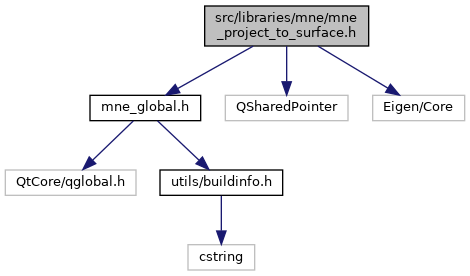 src/libraries/mne/mne
_project_to_surface.h
mne_global.h
QSharedPointer
Eigen/Core
QtCore/qglobal.h
utils/buildinfo.h
cstring